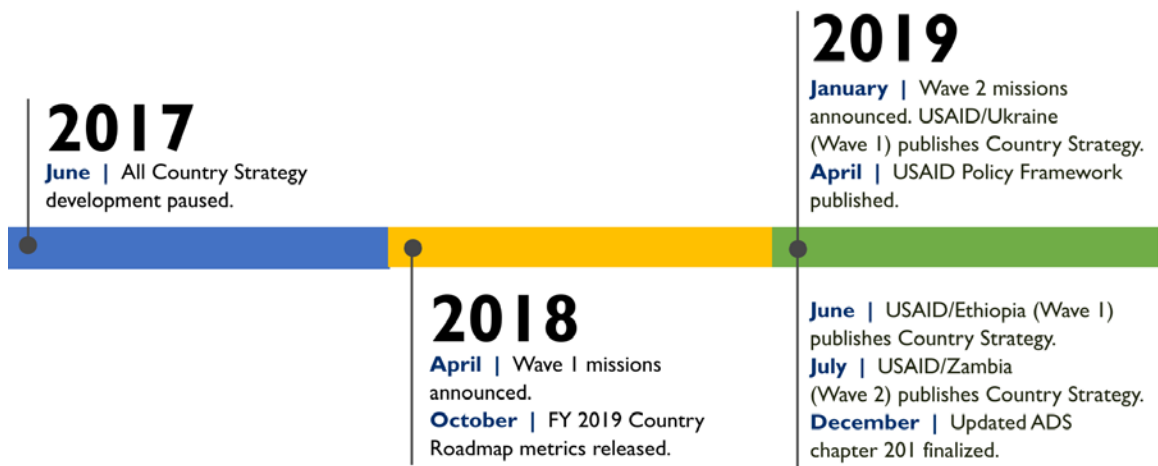 2017
June | All Country Strategy
development paused.
2018
April | Wave 1 missions
announced.
October | FY 2019 Country
Roadmap metrics released.
2019
January | Wave 2 missions
announced. USAID/Ukraine
(Wave 1) publishes Country Strategy.
April | USAID Policy Framework
published.
June | USAID/Ethiopia (Wave 1)
publishes Country Strategy.
July | USAID/Zambia
(Wave 2) publishes Country Strategy.
December | Updated ADS
chapter 201 finalized.